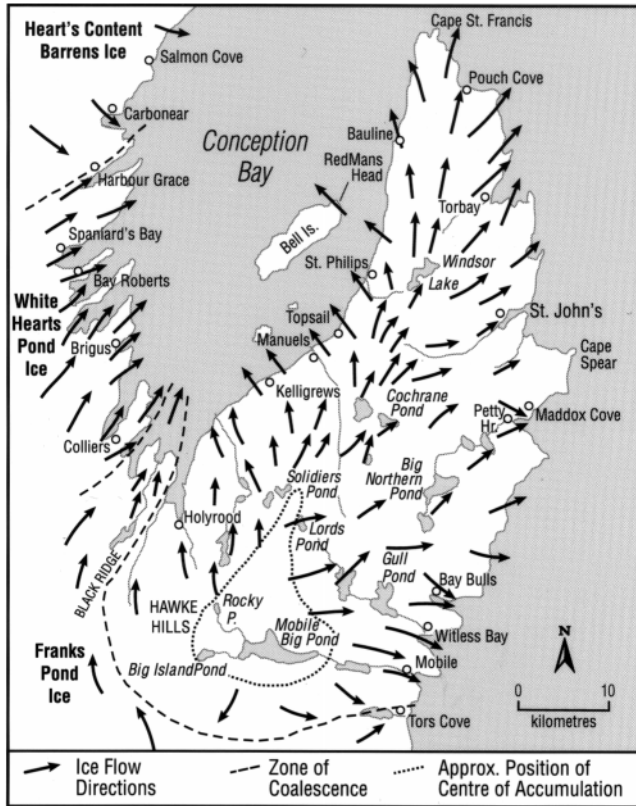 Heart's Content
Barrens Ice
Salmon Cove
Cape St. Francis
Pouch Cove
Carbonear
Conception
Bay
Bauline
RedMans
Head
Harbour Grace
Torbay
Spaniard's Bay
Bell Is.
Windsor
Lake
St. Philips
Bay Roberts
White
Hearts
Pond
Ice
Brigus
Topsail
Manuels
St. John's
Cape
Spear
Kelligrews
Cochrane
Pond
Petty
Hr.
Maddox Cove
Colliers
Big
Northern
Pond
Solidiers
Pond
Holyrood
Lords
Pond
Gull
Pond
BLACK RIDGE
Bay Bulls
HAWKE
HILLS
Rocky
P.
Mobile
Big Pond
Witless Bay
Franks
Pond
Ice
Big IslandPond
Mobile
Tors Cove
N
0 10
kilometres
Ice Flow
Directions
Zone of
Coalescence
Approx. Position of
Centre of Accumulation